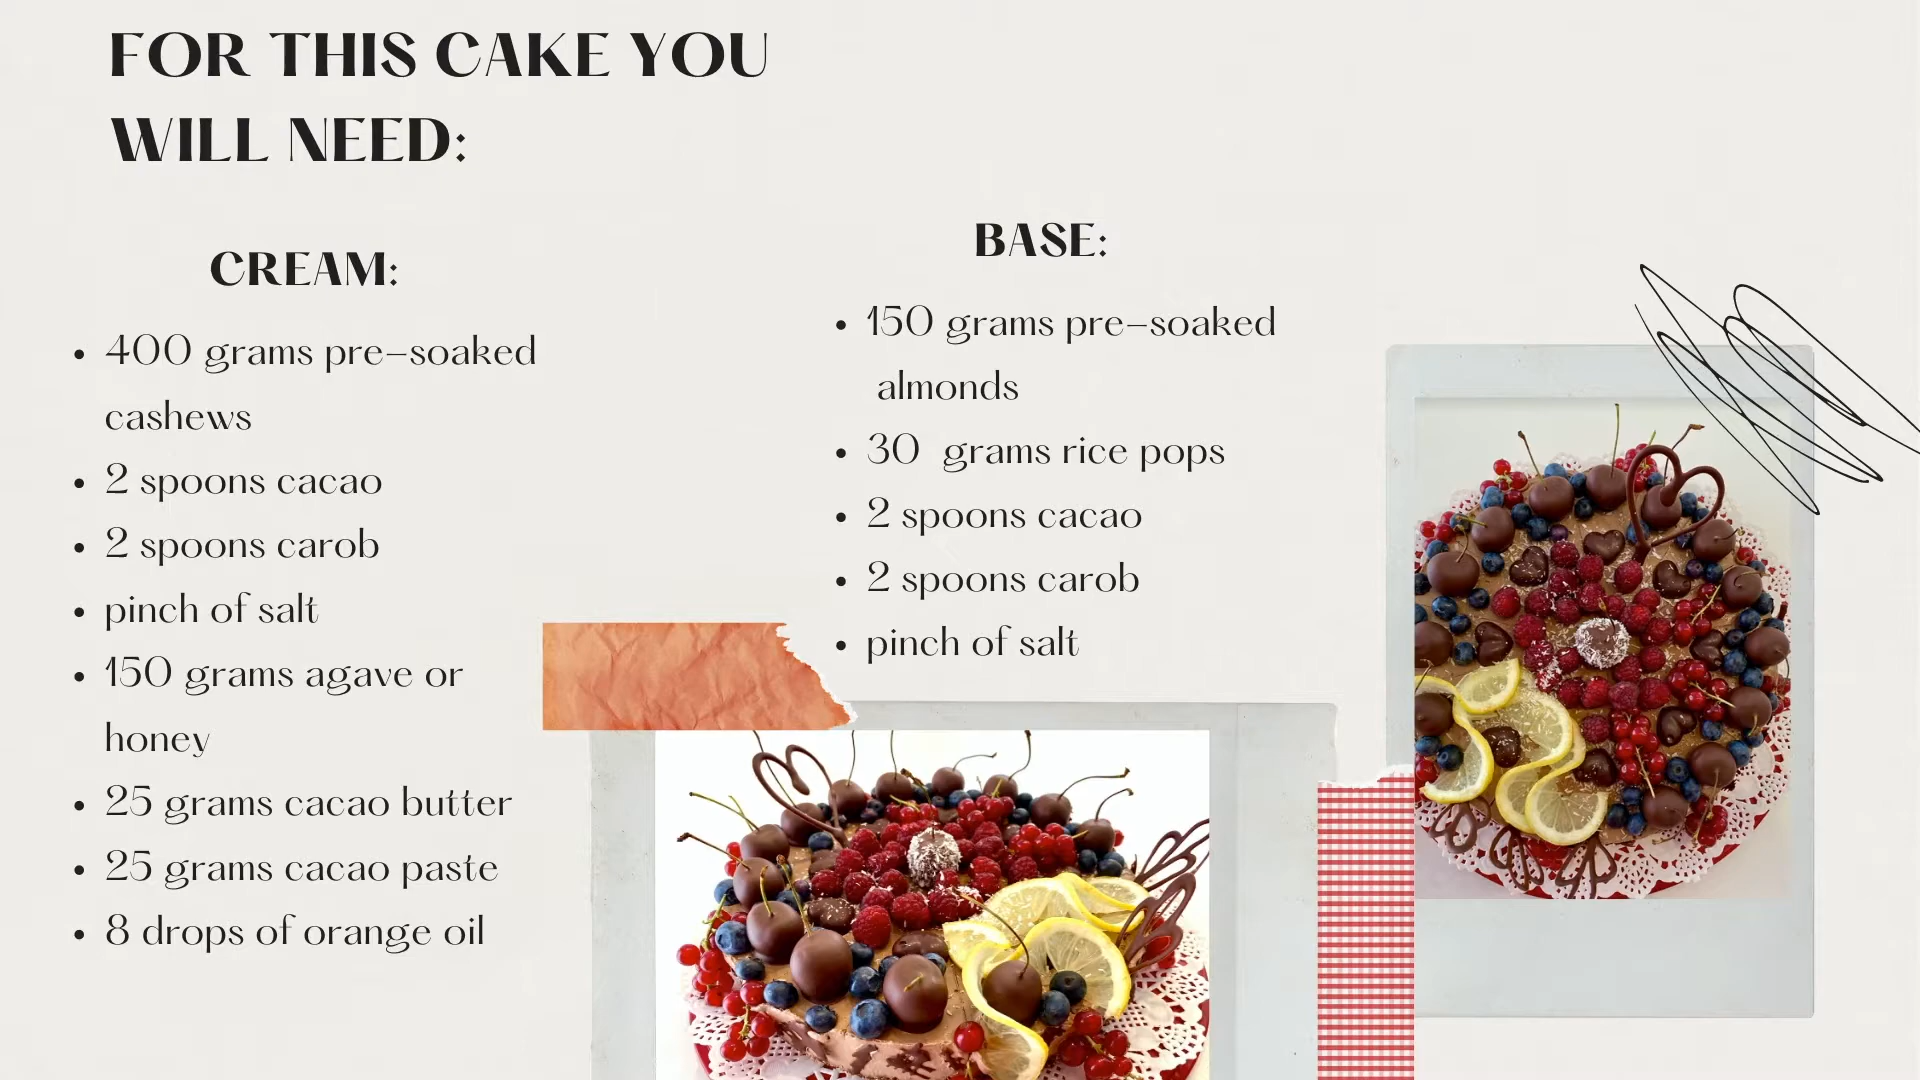 FOR THIS CAKE YOU
WILL NEED:
CREAM:
• 400 grams pre-soaked
cashews
• 2 spoons cacao
• 2 spoons carob
• pinch of salt
• 150 grams agave or
honey
• 25 grams cacao butter
• 25 grams cacao paste
• 8 drops of orange oil
BASE:
• 150 grams pre-soaked
almonds
• 30 grams rice pops
• 2 spoons cacao
• 2 spoons carob
• pinch of salt